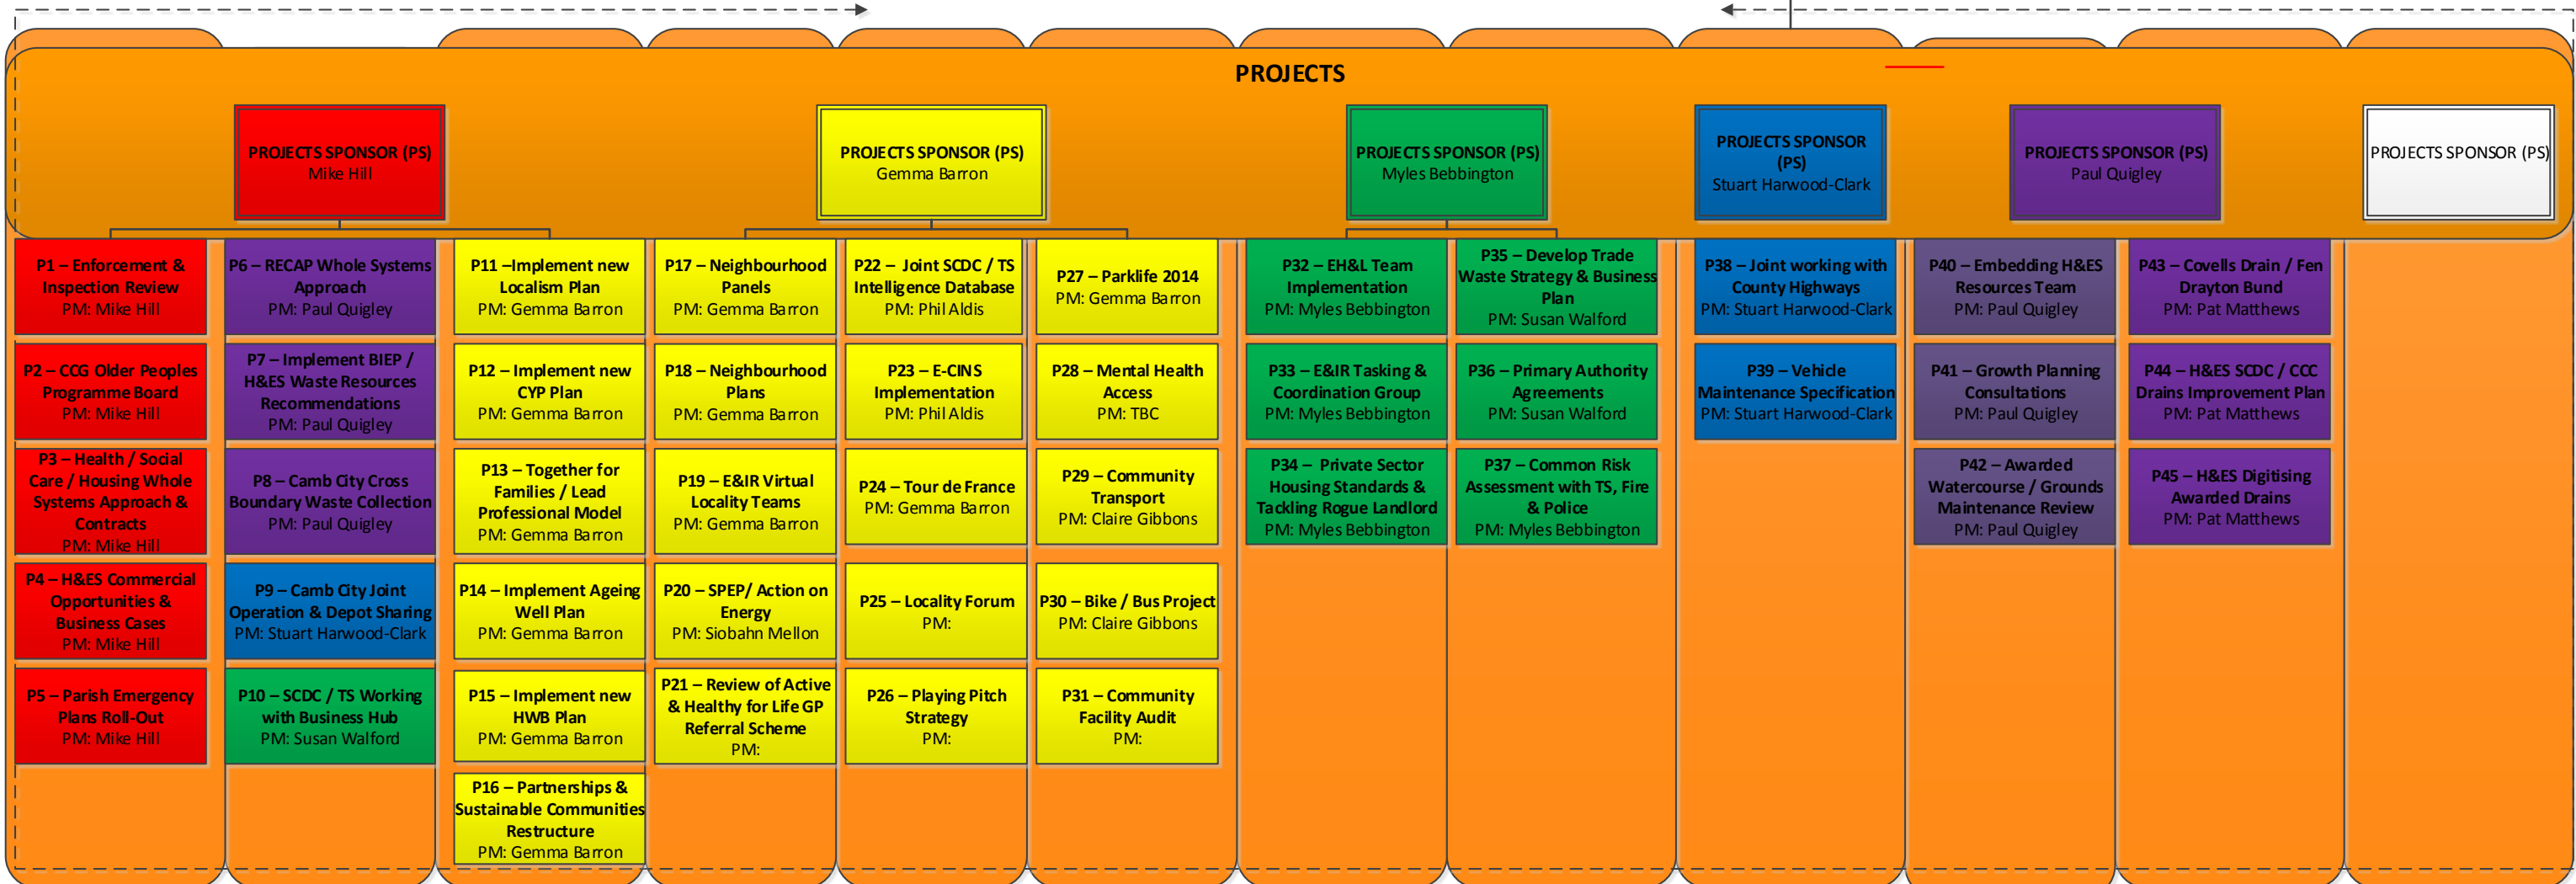 PROJECTS
PROJECTS SPONSOR (PS)
Mike Hill
PROJECTS SPONSOR (PS)
Gemma Barron
PROJECTS SPONSOR (PS)
Myles Bebbington
PROJECTS SPONSOR
(PS)
Stuart Harwood-Clark
PROJECTS SPONSOR (PS)
Paul Quigley
PROJECTS SPONSOR (PS)
P1 – Enforcement &
Inspection Review
PM: Mike Hill
P2 – CCG Older Peoples
Programme Board
PM: Mike Hill
P3 – Health / Social
Care / Housing Whole
Systems Approach &
Contracts
PM: Mike Hill
P4 – H&ES Commercial
Opportunities &
Business Cases
PM: Mike Hill
P5 – Parish Emergency
Plans Roll-Out
PM: Mike Hill
P6 – RECAP Whole Systems
Approach
PM: Paul Quigley
P7 – Implement BIEP /
H&ES Waste Resources
Recommendations
PM: Paul Quigley
P8 – Camb City Cross
Boundary Waste Collection
PM: Paul Quigley
P9 – Camb City Joint
Operation & Depot Sharing
PM: Stuart Harwood-Clark
P10 – SCDC / TS Working
with Business Hub
PM: Susan Walford
P11 –Implement new
Localism Plan
PM: Gemma Barron
P12 – Implement new
CYP Plan
PM: Gemma Barron
P13 – Together for
Families / Lead
Professional Model
PM: Gemma Barron
P14 – Implement Ageing
Well Plan
PM: Gemma Barron
P15 – Implement new
HWB Plan
PM: Gemma Barron
P16 – Partnerships &
Sustainable Communities
Restructure
PM: Gemma Barron
P17 – Neighbourhood
Panels
PM: Gemma Barron
P18 – Neighbourhood
Plans
PM: Gemma Barron
P19 – E&IR Virtual
Locality Teams
PM: Gemma Barron
P20 – SPEP/ Action on
Energy
PM: Siobahn Mellon
P21 – Review of Active
& Healthy for Life GP
Referral Scheme
PM:
P22 – Joint SCDC / TS
Intelligence Database
PM: Phil Aldis
P23 – E-CINS
Implementation
PM: Phil Aldis
P24 – Tour de France
PM: Gemma Barron
P25 – Locality Forum
PM:
P26 – Playing Pitch
Strategy
PM:
P27 – Parklife 2014
PM: Gemma Barron
P28 – Mental Health
Access
PM: TBC
P29 – Community
Transport
PM: Claire Gibbons
P30 – Bike / Bus Project
PM: Claire Gibbons
P31 – Community
Facility Audit
PM:
P32 – EH&L Team
Implementation
PM: Myles Bebbington
P33 – E&IR Tasking &
Coordination Group
PM: Myles Bebbington
P34 – Private Sector
Housing Standards &
Tackling Rogue Landlord
PM: Myles Bebbington
P35 – Develop Trade
Waste Strategy & Business
Plan
PM: Susan Walford
P36 – Primary Authority
Agreements
PM: Susan Walford
P37 – Common Risk
Assessment with TS, Fire
& Police
PM: Myles Bebbington
P38 – Joint working with
County Highways
PM: Stuart Harwood-Clark
P39 – Vehicle
Maintenance Specification
PM: Stuart Harwood-Clark
P40 – Embedding H&ES
Resources Team
PM: Paul Quigley
P41 – Growth Planning
Consultations
PM: Paul Quigley
P42 – Awarded
Watercourse / Grounds
Maintenance Review
PM: Paul Quigley
P43 – Covells Drain / Fen
Drayton Bund
PM: Pat Matthews
P44 – H&ES SCDC / CCC
Drains Improvement Plan
PM: Pat Matthews
P45 – H&ES Digitising
Awarded Drains
PM: Pat Matthews